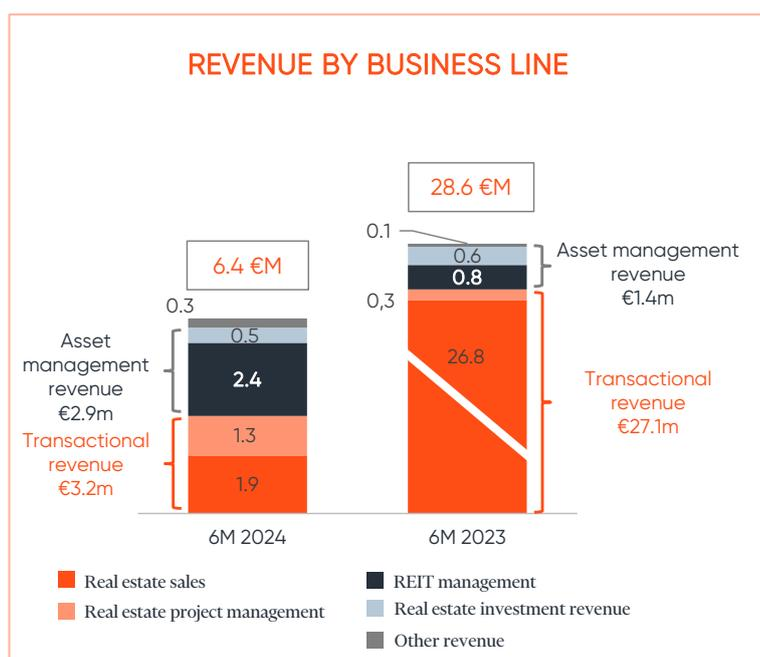 REVENUE BY BUSINESS LINE
28.6 €M
6.4 €M
0.1
0.6
0.8
0,3
26.8
Asset management
revenue
€1.4m
Transactional
revenue
€27.1m
0.3
0.5
2.4
1.3
1.9
Asset
management
revenue
€2.9m
Transactional
revenue
€3.2m
6M 2024
6M 2023
Real estate sales
Real estate project management
REIT management
Real estate investment revenue
Other revenue